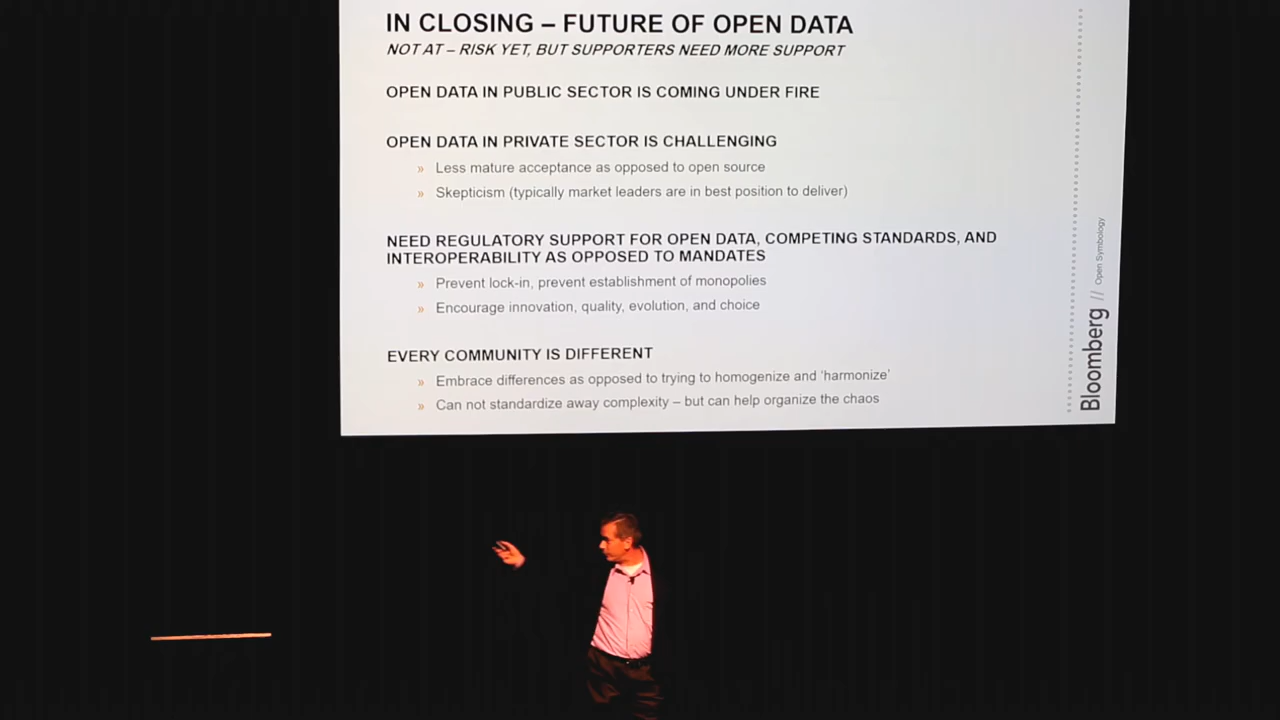 IN CLOSING – FUTURE OF OPEN DATA
NOT AT – RISK YET, BUT SUPPORTERS NEED MORE SUPPORT
OPEN DATA IN PUBLIC SECTOR IS COMING UNDER FIRE
OPEN DATA IN PRIVATE SECTOR IS CHALLENGING
» Less mature acceptance as opposed to open source
» Skepticism (typically market leaders are in best position to deliver)
NEED REGULATORY SUPPORT FOR OPEN DATA, COMPETING STANDARDS, AND
INTEROPERABILITY AS OPPOSED TO MANDATES
» Prevent lock-in, prevent establishment of monopolies
» Encourage innovation, quality, evolution, and choice
EVERY COMMUNITY IS DIFFERENT
» Embrace differences as opposed to trying to homogenize and ‘harmonize’
» Can not standardize away complexity – but can help organize the chaos
Bloomberg // Open Symbology